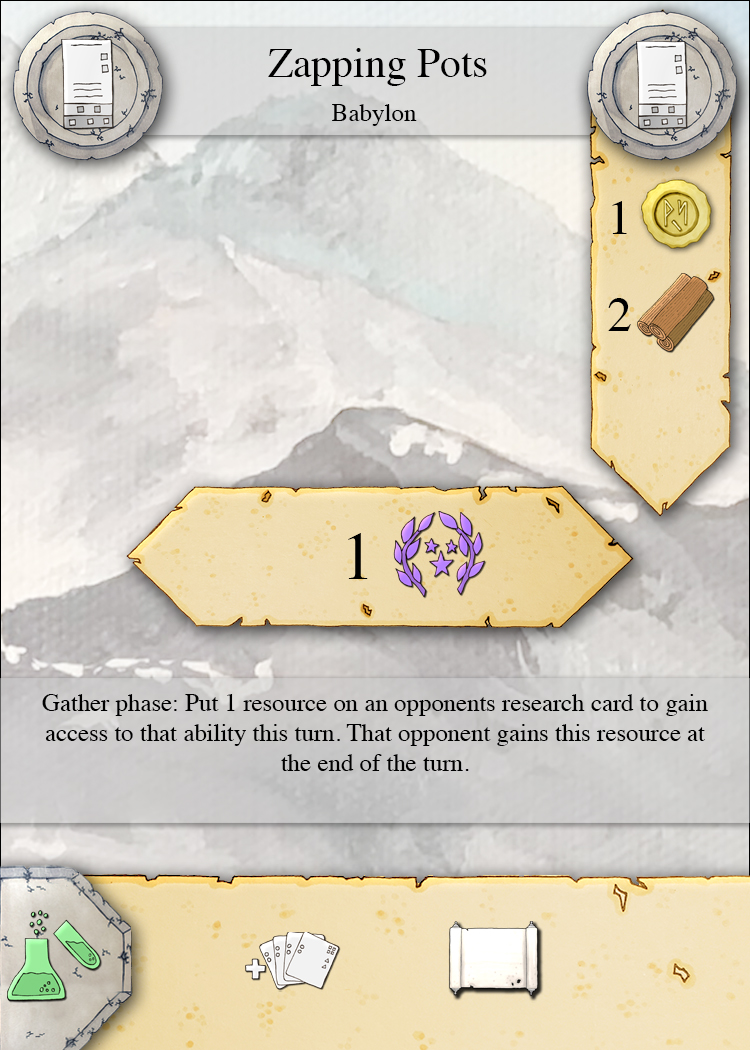 Zapping Pots
Babylon
1
2
1
Gather phase: Put 1 resource on an opponents research card to gain
access to that ability this turn. That opponent gains this resource at
the end of the turn.